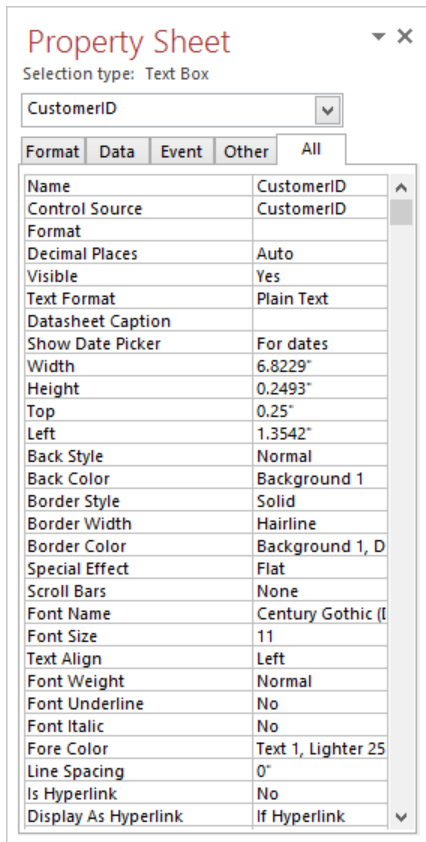 Property Sheet
Selection type: Text Box
CustomerID
Format Data Event Other All
Name CustomerID
Control Source CustomerID
Format
Decimal Places Auto
Visible Yes
Text Format Plain Text
Datasheet Caption
Show Date Picker For dates
Width 6.8229"
Height 0.2493"
Top 0.25"
Left 1.3542"
Back Style Normal
Back Color Background 1
Border Style Solid
Border Width Hairline
Border Color Background 1, D
Special Effect Flat
Scroll Bars None
Font Name Century Gothic (
Font Size 11
Text Align Left
Font Weight Normal
Font Underline No
Font Italic No
Fore Color Text 1, Lighter 25
Line Spacing 0"
Is Hyperlink No
Display As Hyperlink If Hyperlink